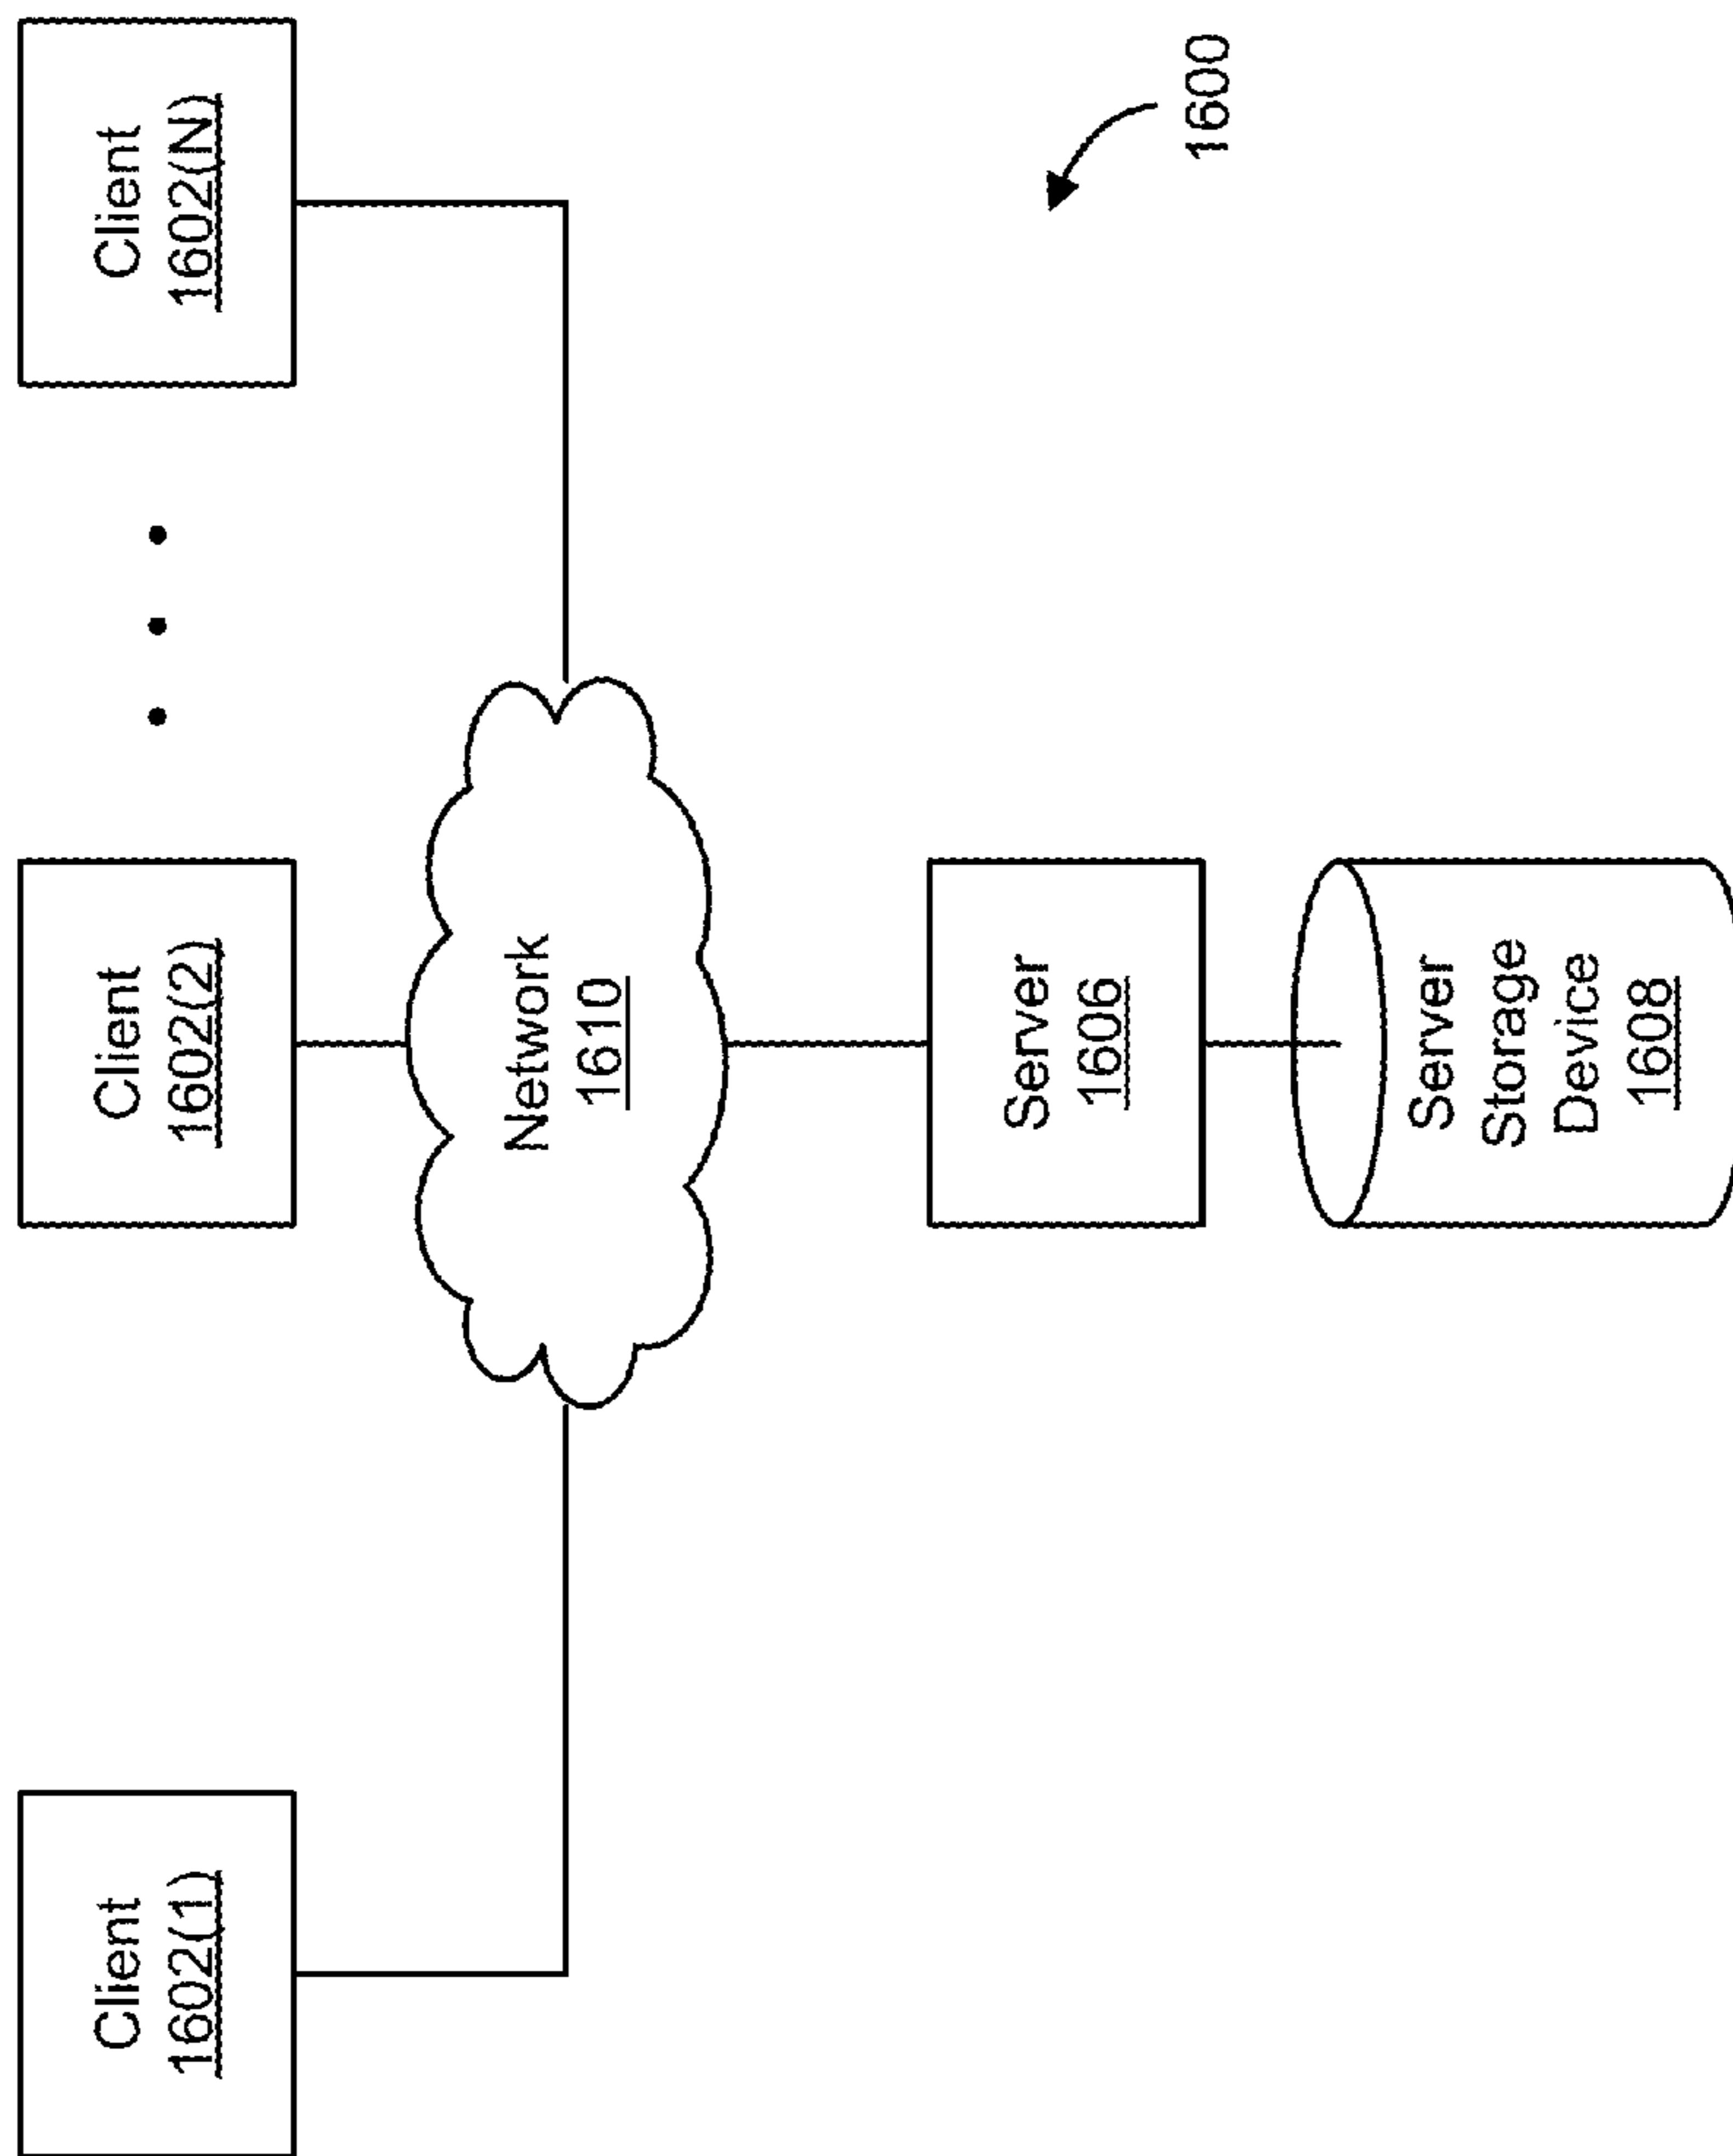 Client
1602(1)
Client
1602(2)
Client
1602(N)
Network
1610
Server
1606
Server
Storage
Device
1608
1600